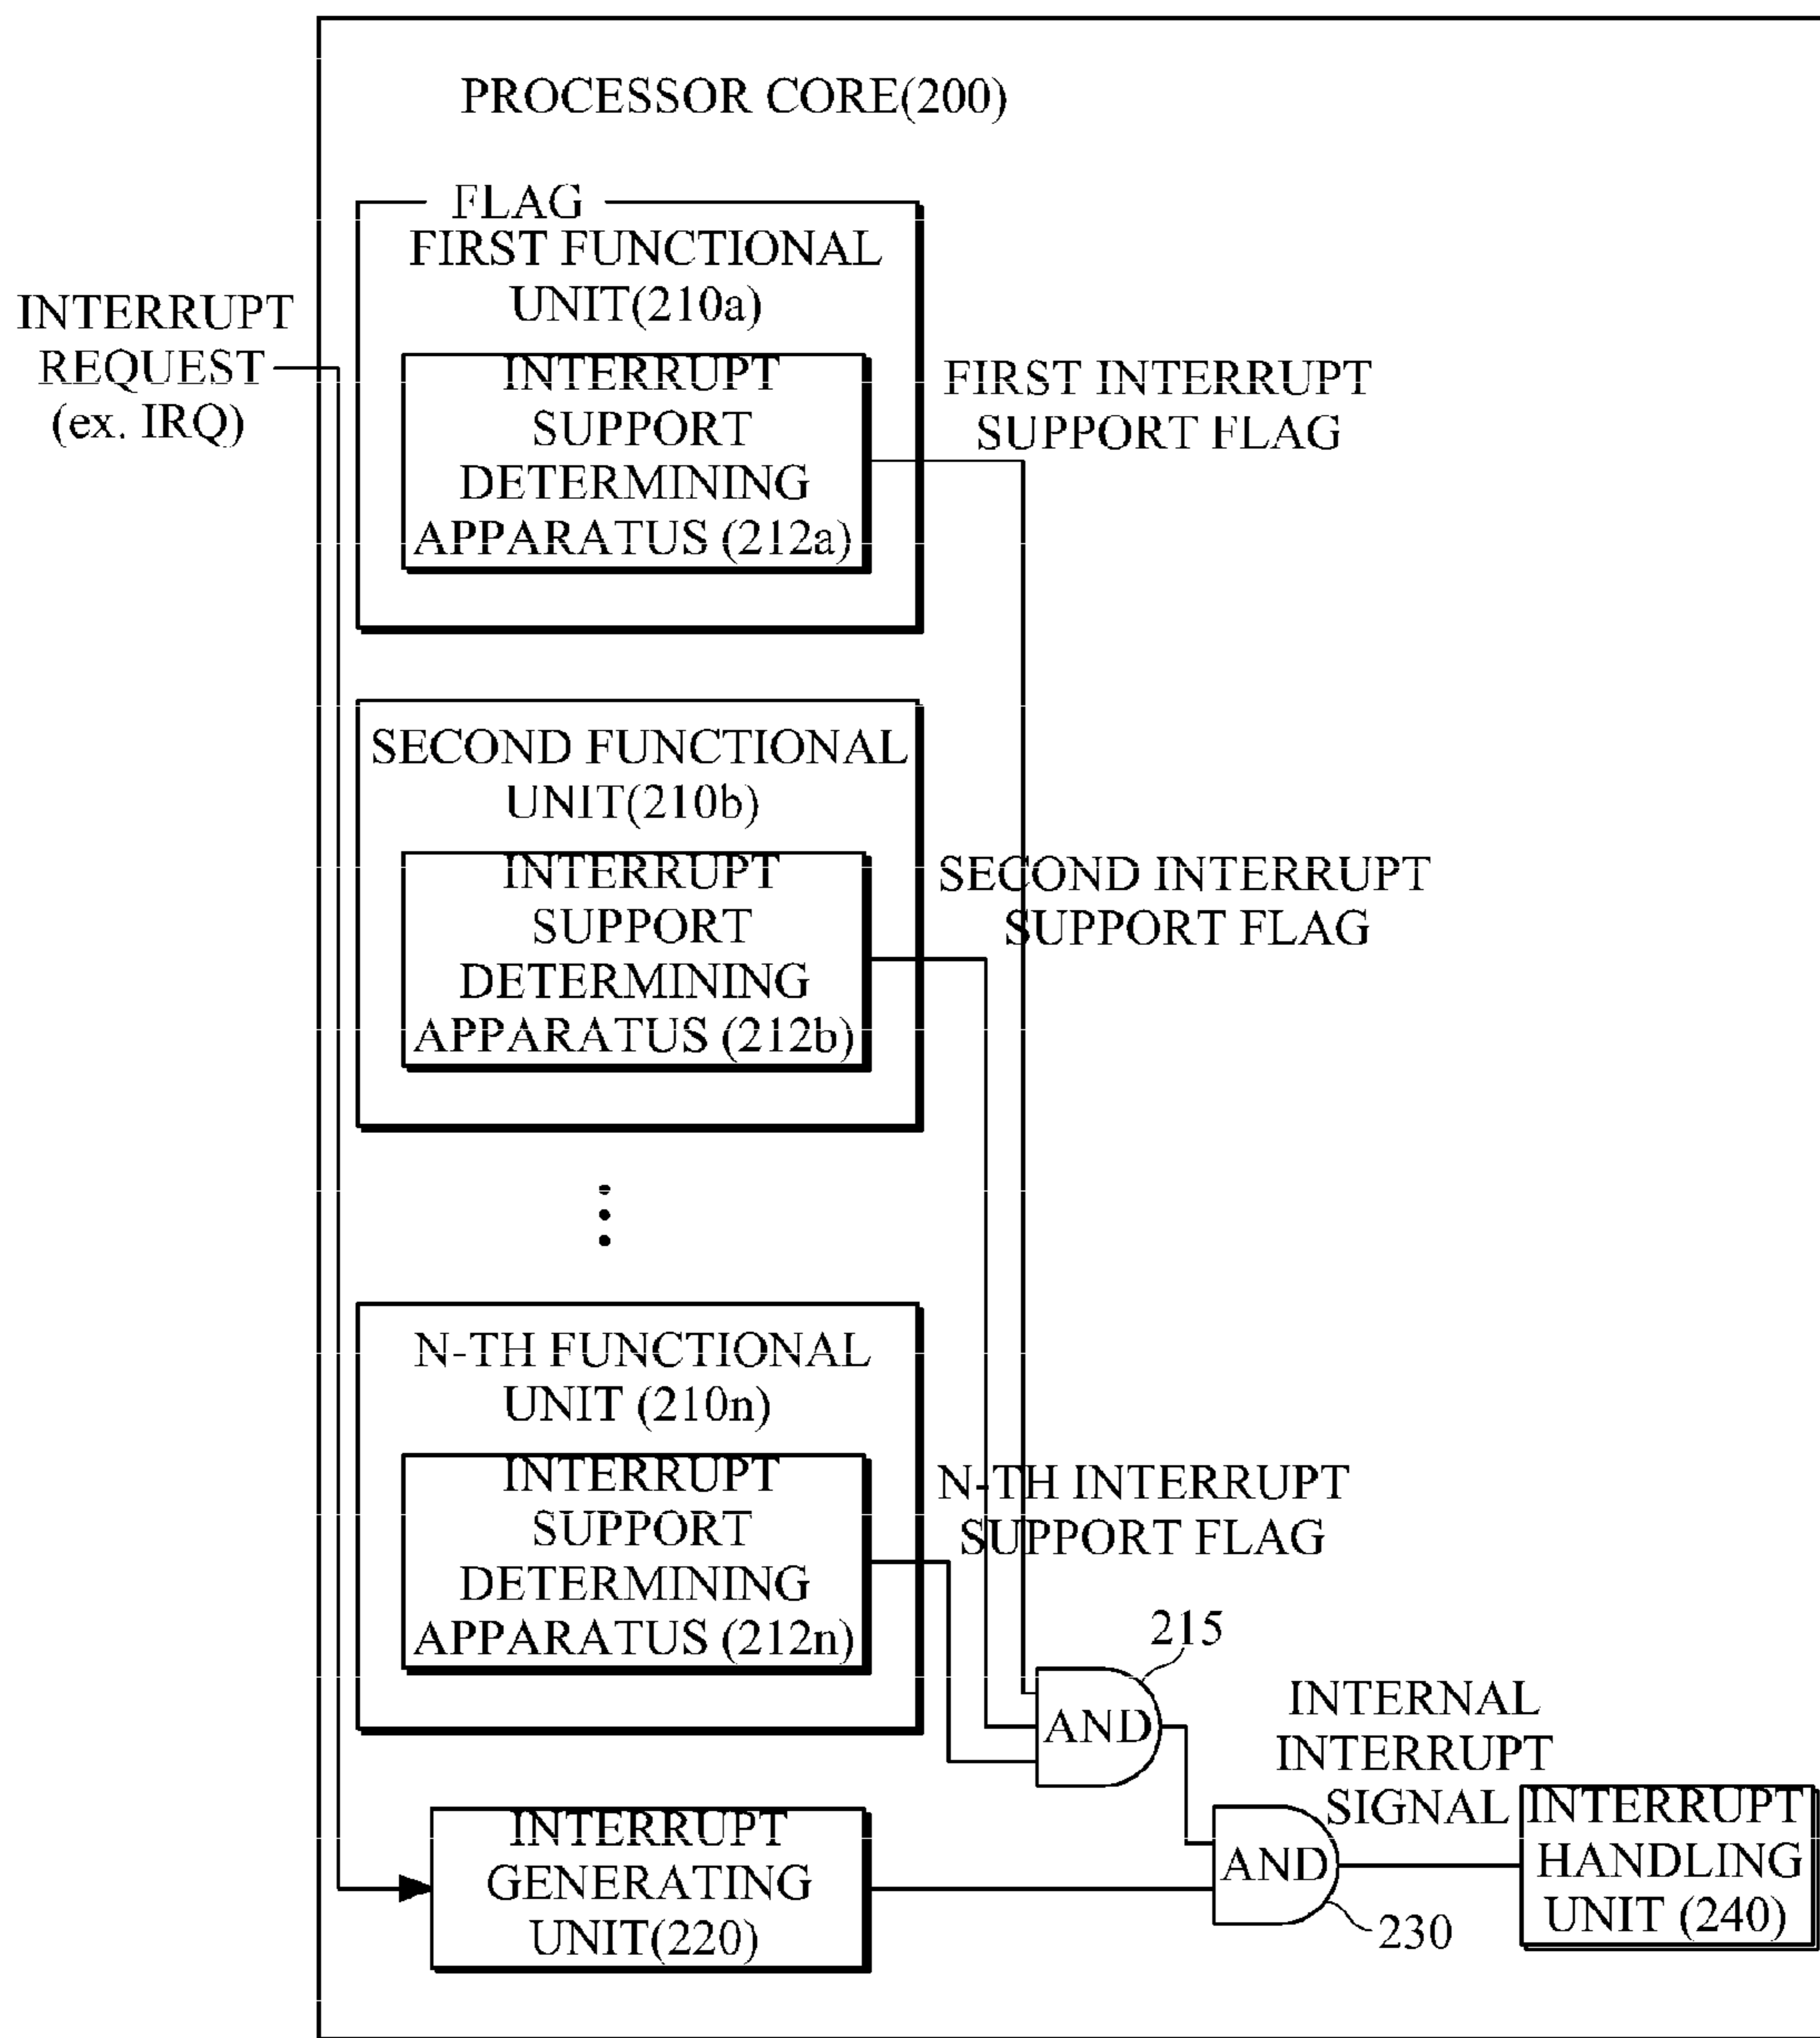 PROCESSOR CORE(200)
FLAG
FIRST FUNCTIONAL
UNIT(210a)
INTERRUPT
REQUEST
(ex. IRQ)
INTERRUPT
SUPPORT
DETERMINING
APPARATUS (212a)
FIRST INTERRUPT
SUPPORT FLAG
SECOND FUNCTIONAL
UNIT(210b)
INTERRUPT
SUPPORT
DETERMINING
APPARATUS (212b)
SECOND INTERRUPT
SUPPORT FLAG
N-TH FUNCTIONAL
UNIT (210n)
INTERRUPT
SUPPORT
DETERMINING
APPARATUS (212n)
N-TH INTERRUPT
SUPPORT FLAG
215
AND
INTERNAL
INTERRUPT
SIGNAL
INTERRUPT
GENERATING
UNIT(220)
AND
230
INTERRUPT
HANDLING
UNIT (240)